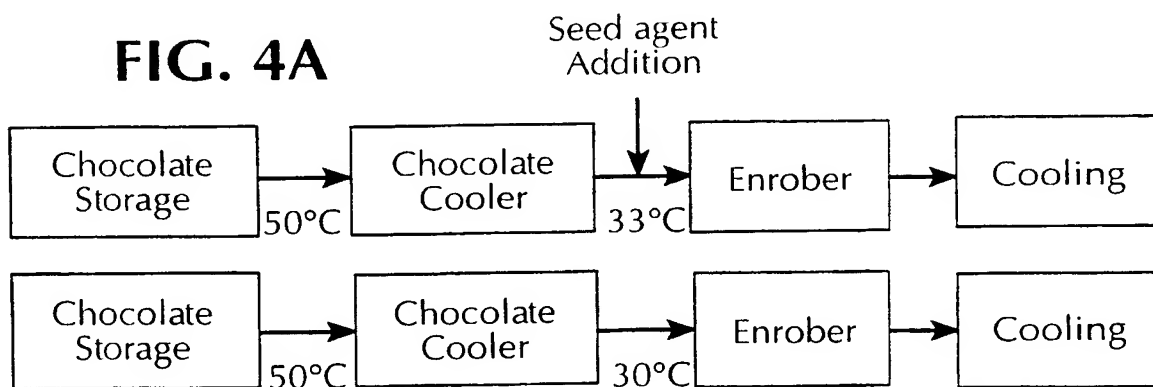 FIG. 4A
Seed agent
Addition
Chocolate
Storage
50°C
Chocolate
Cooler
33°C
Enrober
Cooling
Chocolate
Storage
50°C
Chocolate
Cooler
30°C
Enrober
Cooling